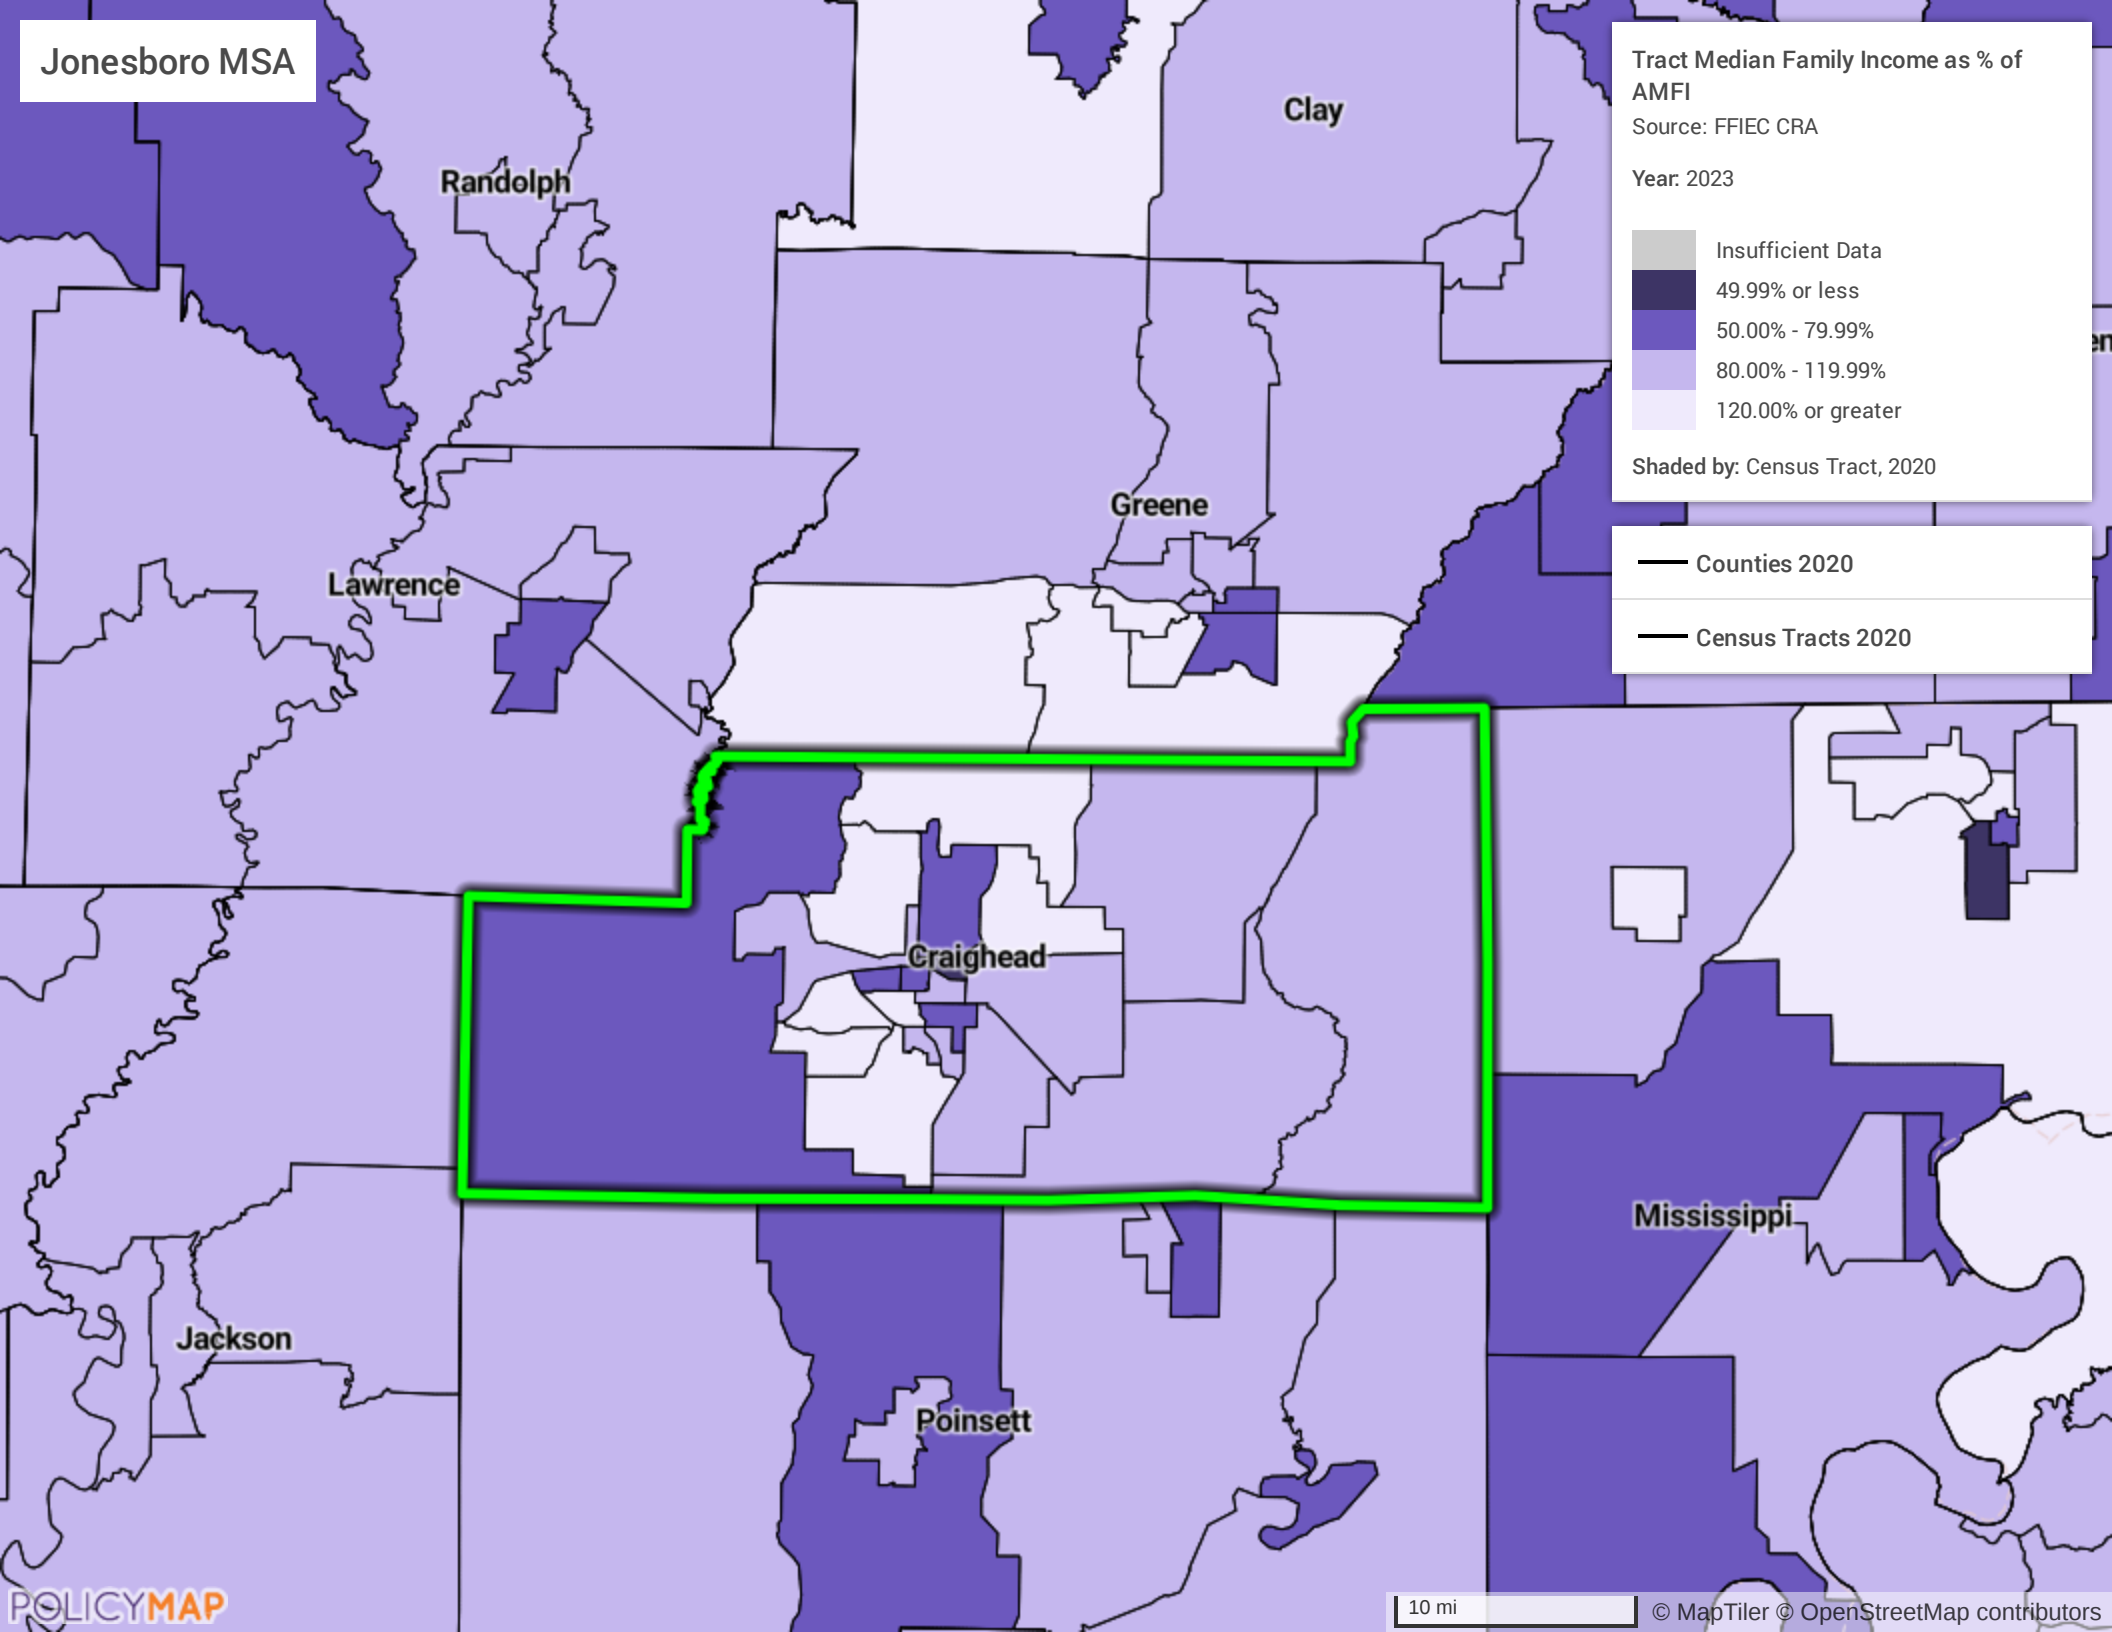 Jonesboro MSA
Tract Median Family Income as % of
AMFI
Source: FFIEC CRA
Year: 2023
Insufficient Data
49.99% or less
50.00% - 79.99%
80.00% - 119.99%
120.00% or greater
Shaded by: Census Tract, 2020
Counties 2020
Census Tracts 2020
Clay
Randolph
en
Greene
Lawrence
Craighead
Mississippi
Jackson
Poinsett
POLICYMAP
10 mi
© MapTiler © OpenStreetMap contributors